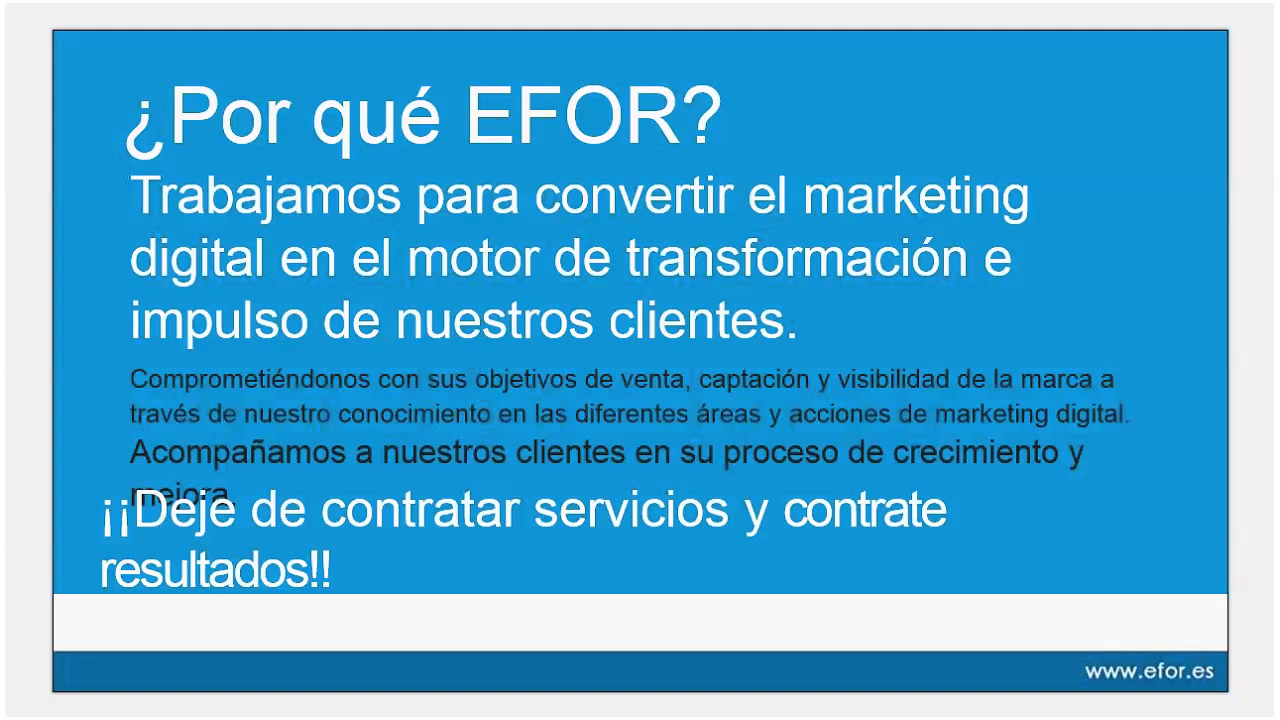 ¿Por qué EFOR?
Trabajamos para convertir el marketing
digital en el motor de transformación e
impulso de nuestros clientes.
Comprometiéndonos con sus objetivos de venta, captación y visibilidad de la marca a
través de nuestro conocimiento en las diferentes áreas y acciones de marketing digital.
Acompañamos a nuestros clientes en su proceso de crecimiento y
mejora.
¡¡Deje de contratar servicios y contrate
resultados!!
www.efor.es